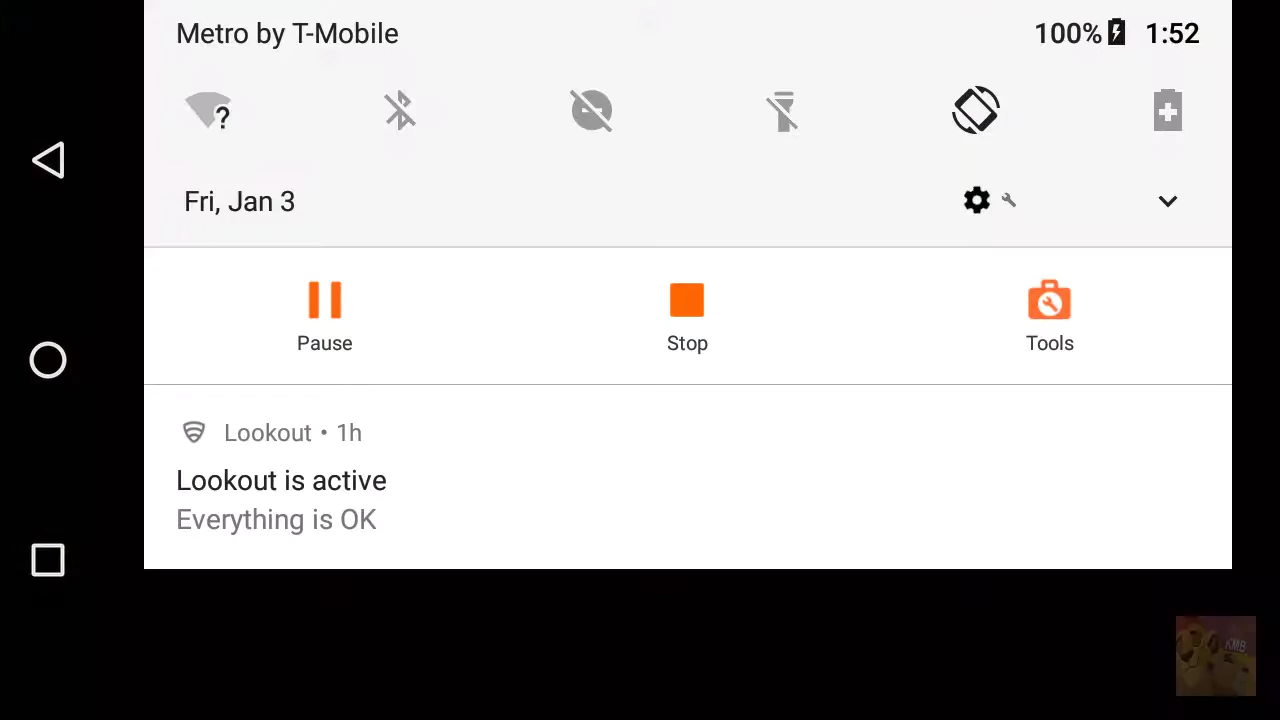 Metro by T-Mobile 100% 1:52
?
Fri, Jan 3
Pause Stop Tools
Lookout • 1h
Lookout is active
Everything is OK
KMB